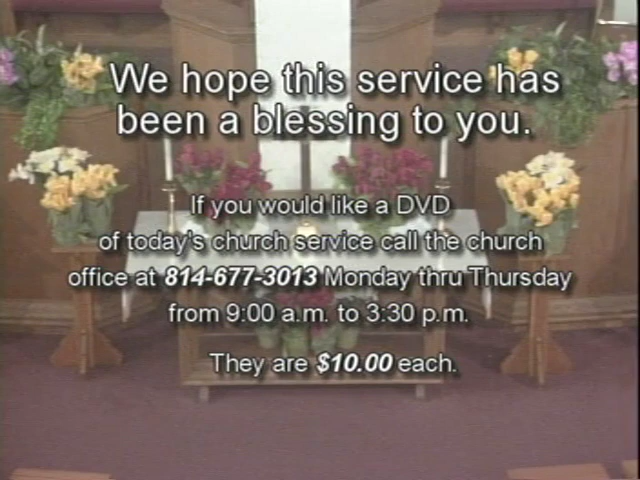 We hope this service has
been a blessing to you.
If you would like a DVD
of today's church service call the church
office at 814-677-3013 Monday thru Thursday
from 9:00 a.m. to 3:30 p.m.
They are $10.00 each.